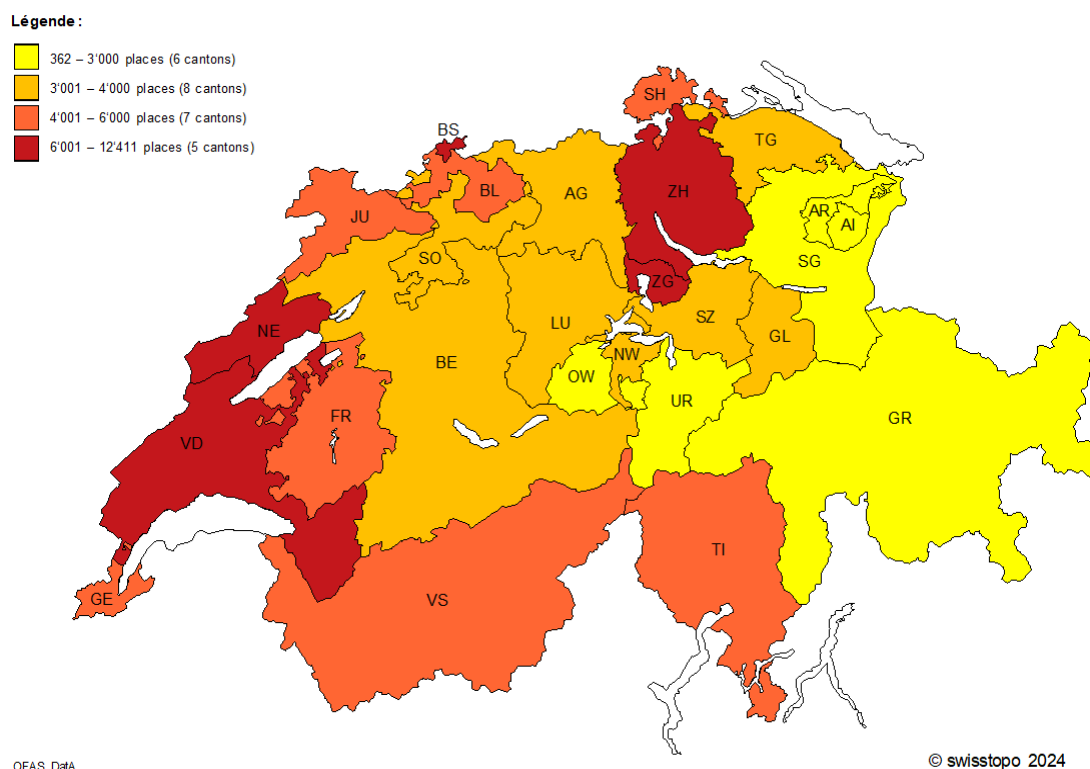 Légende :
362 – 3'000 places (6 cantons)
3'001 – 4'000 places (8 cantons)
4'001 – 6'000 places (7 cantons)
6'001 – 12'411 places (5 cantons)
SH
BS
TG
BL
AG
ZH
JU
AR
AI
SO
SG
ZG
NE
LU
SZ
GL
NW
BE
OW
UR
FR
GR
VD
TI
GE
VS
OFAS, DatA
© swisstopo 2024